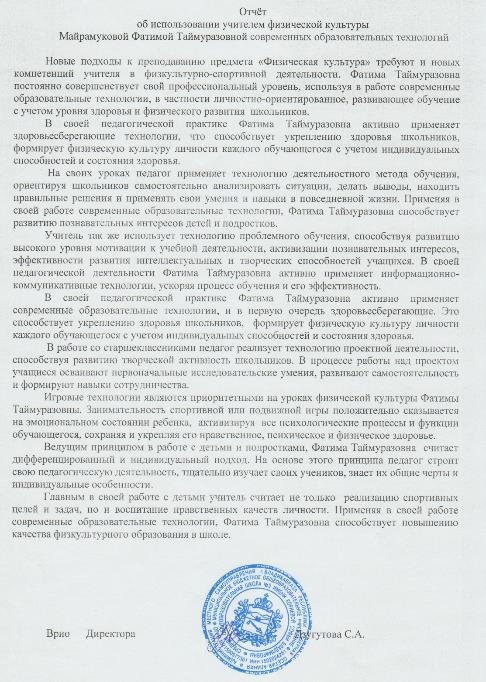 Отчёт
об использовании учителем физической культуры
Майрамуковой Фатимой Таймуразовной современных образовательных технологий
Новые подходы к преподаванию предмета «Физическая культура» требуют и новых
компетенций учителя в физкультурно-спортивной деятельности. Фатима Таймуразовна
постоянно совершенствует свой профессиональный уровень, используя в работе современные
образовательные технологии, в частности личностно-ориентированное, развивающее обучение
с учетом уровня здоровья и физического развития школьников.
В своей педагогической практике Фатима Таймуразовна активно применяет
здоровьесберегающие технологии, что способствует укреплению здоровья школьников,
формирует физическую культуру личности каждого обучающегося с учетом индивидуальных
способностей и состояния здоровья.
На своих уроках педагог применяет технологию деятельностного метода обучения,
ориентируя школьников самостоятельно анализировать ситуации, делать выводы, находить
правильные решения и применять свои умения и навыки в повседневной жизни. Применяя в
своей работе современные образовательные технологии, Фатима Таймуразовна способствует
развитию познавательных интересов детей и подростков.
Учитель так же использует технологию проблемного обучения, способствуя развитию
высокого уровня мотивации к учебной деятельности, активизации познавательных интересов,
эффективности развития интеллектуальных и творческих способностей учащихся. В своей
педагогической деятельности Фатима Таймуразовна активно применяет информационно-
коммуникативные технологии, ускоряя процесс обучения и его эффективность.
В своей педагогической практике Фатима Таймуразовна активно применяет
современные образовательные технологии, и в первую очередь здоровьесберегающие. Это
способствует укреплению здоровья школьников, формирует физическую культуру личности
каждого обучающегося с учетом индивидуальных способностей и состояния здоровья.
В работе со старшеклассниками педагог реализует технологию проектной деятельности,
способствуя развитию творческой активность школьников. В процессе работы над проектом
учащиеся осваивают первоначальные исследовательские умения, развивают самостоятельность
и формируют навыки сотрудничества.
Игровые технологии являются приоритетными на уроках физической культуры Фатимы
Таймуразовны. Занимательность спортивной или подвижной игры положительно сказывается
на эмоциональном состоянии ребенка, активизируя все психологические процессы и функции
обучающегося, сохраняя и укрепляя его нравственное, психическое и физическое здоровье.
Ведущим принципом в работе с детьми и подростками, Фатима Таймуразовна считает
дифференцированный и индивидуальный подход. На основе этого принципа педагог строит
свою педагогическую деятельность, тщательно изучает своих учеников, знает их общие черты и
индивидуальные особенности.
Главным в своей работе с детьми учитель считает не только реализацию спортивных
целей и задач, но и воспитание нравственных качеств личности. Применяя в своей работе
современные образовательные технологии, Фатима Таймуразовна способствует повышению
качества физкультурного образования в школе.
Врио Директора С.А.